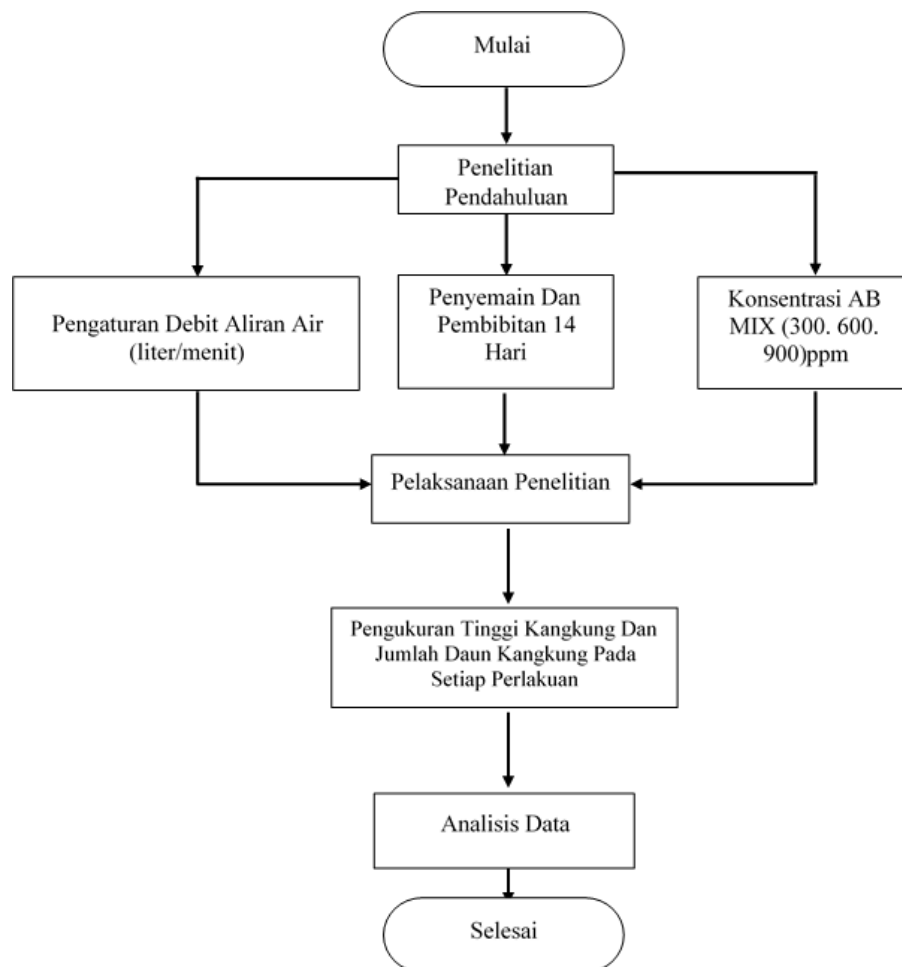 Mulai
Penelitian
Pendahuluan
Pengaturan Debit Aliran Air
(liter/menit)
Penyemain Dan
Pembibitan 14
Hari
Konsentrasi AB
MIX (300. 600.
900)ppm
Pelaksanaan Penelitian
Pengukuran Tinggi Kangkung Dan
Jumlah Daun Kangkung Pada
Setiap Perlakuan
Analisis Data
Selesai